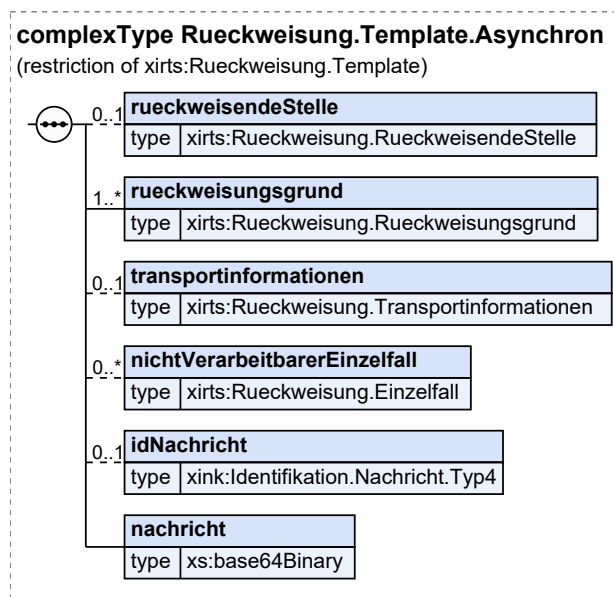 complexType Rueckweisung.Template.Asynchron
(restriction of xirts:Rueckweisung.Template)
0..1 rueckweisendeStelle
type xirts:Rueckweisung.RueckweisendeStelle
1..* rueckweisungsgrund
type xirts:Rueckweisung.Rueckweisungsgrund
0..1 transportinformationen
type xirts:Rueckweisung.Transportinformationen
0..* nichtVerarbeitbarerEinzelfall
type xirts:Rueckweisung.Einzelfall
0..1 idNachricht
type xink:Identifikation.Nachricht.Typ4
nachricht
type xs:base64Binary